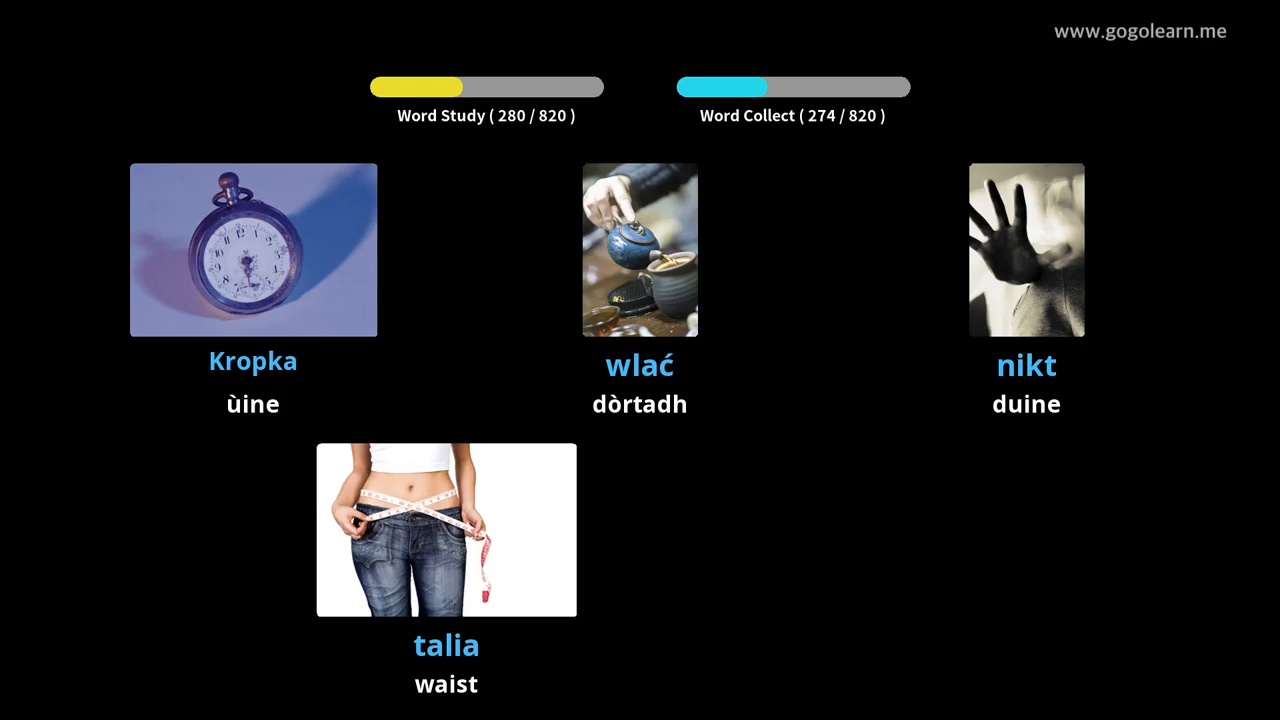 www.gogolearn.me
Word Study ( 280 / 820 )
Word Collect ( 274 / 820 )
Kropka
ùine
wlać
dòrtadh
nikt
duine
talia
waist